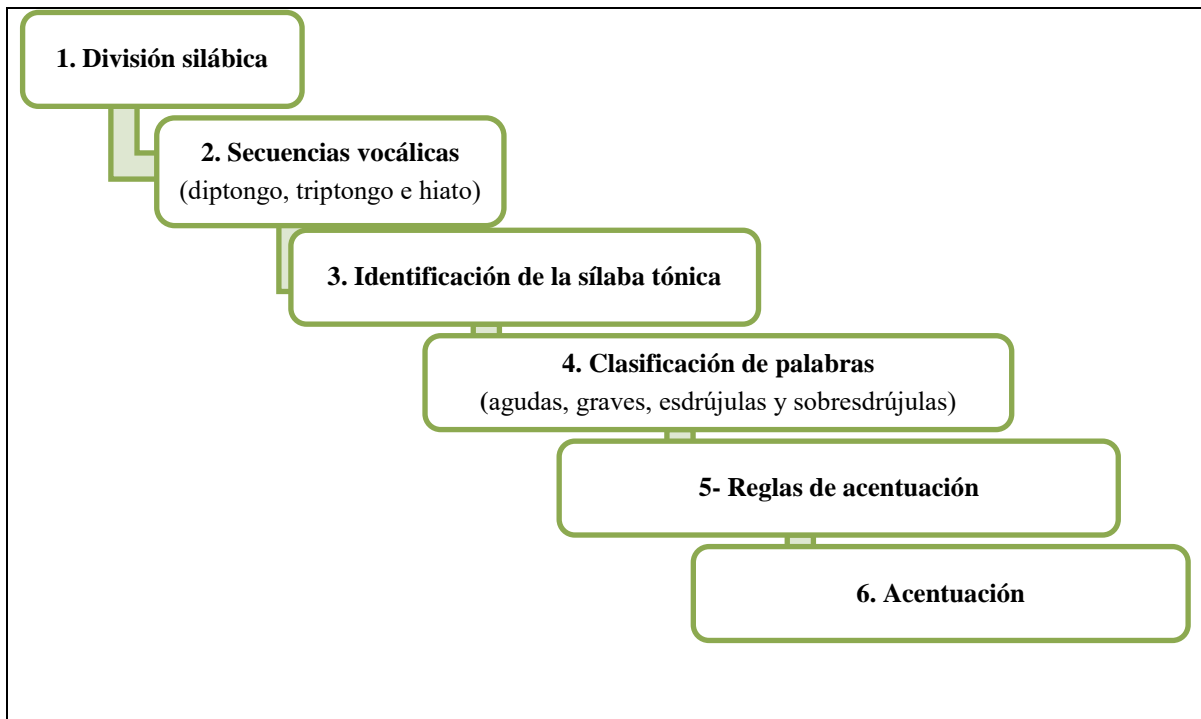 1. División silábica
2. Secuencias vocálicas
(diptongo, triptongo e hiato)
3. Identificación de la sílaba tónica
4. Clasificación de palabras
(agudas, graves, esdrújulas y sobresdrújulas)
5- Reglas de acentuación
6. Acentuación